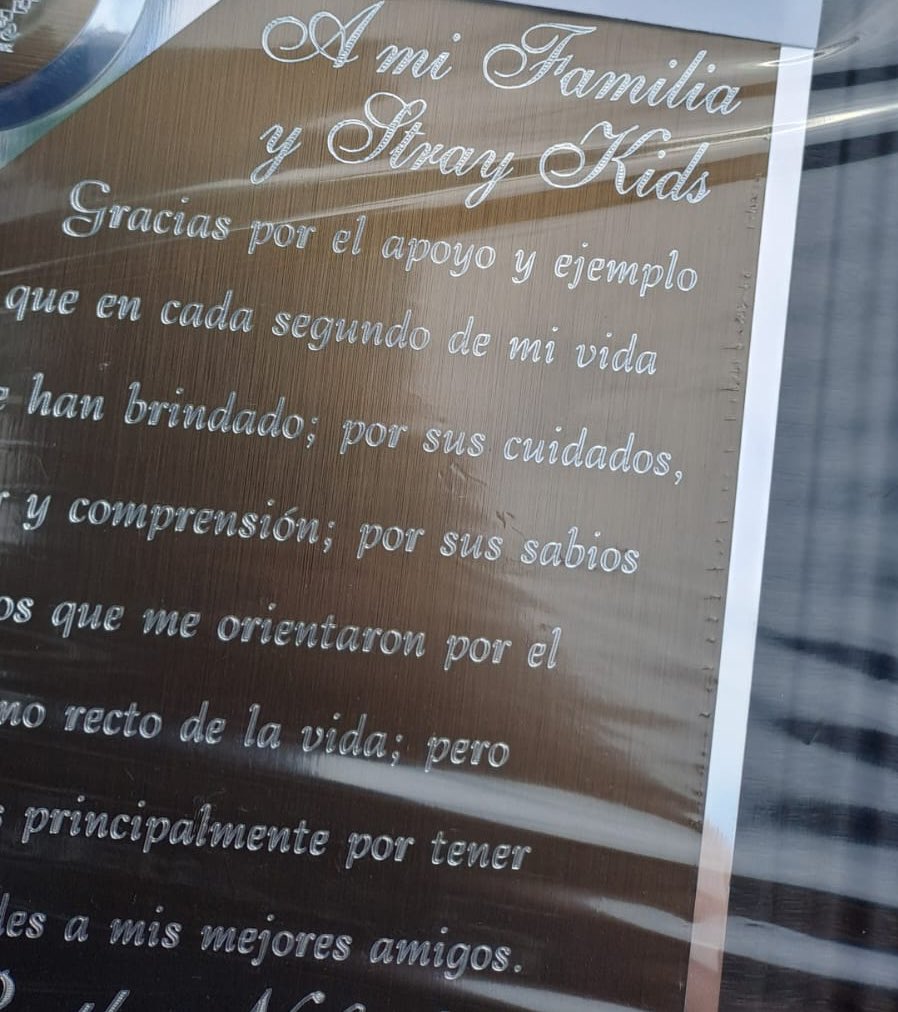 A mi Familia
y Stray Kids
Gracias por el apoyo y ejemplo
que en cada segundo de mi vida
han brindado; por sus cuidados,
y comprensión; por sus sabios
que me orientaron por el
recto de la vida; pero
principalmente por tener
a mis mejores amigos.